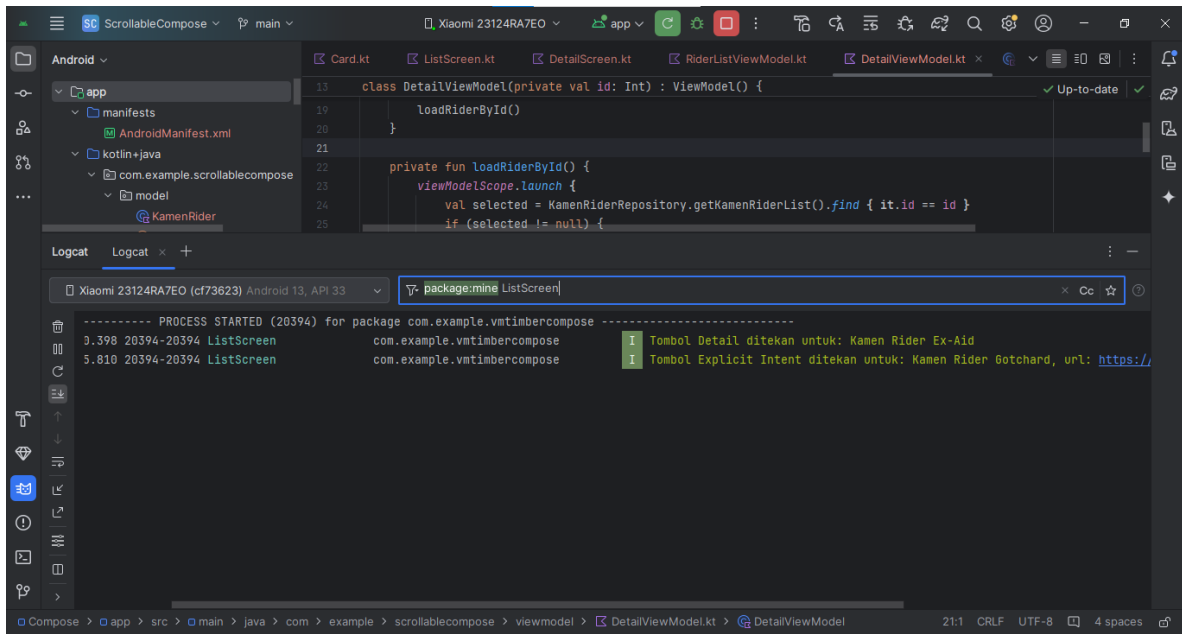 SC ScrollableCompose main Xiaomi 23124RA7EO app
Android
Card.kt ListScreen.kt DetailScreen.kt RiderListViewModel.kt DetailViewModel.kt
app
manifests
AndroidManifest.xml
kotlin+java
com.example.scrollablecompose
model
KamenRider
13 class DetailViewModel(private val id: Int) : ViewModel() {
Up-to-date
19 loadRiderById()
20 }
21
22 private fun loadRiderById() {
23 viewModelScope.launch {
24 val selected = KamenRiderRepository.getKamenRiderList().find { it.id == id }
25 if (selected != null) {
Logcat Logcat
Xiaomi 23124RA7EO (cf73623) Android 13, API 33 package:mine ListScreen Cc
---------- PROCESS STARTED (20394) for package com.example.vmtimbercompose ----------------------------
.398 20394-20394 ListScreen com.example.vmtimbercompose I Tombol Detail ditekan untuk: Kamen Rider Ex-Aid
5.810 20394-20394 ListScreen com.example.vmtimbercompose I Tombol Explicit Intent ditekan untuk: Kamen Rider Gotchard, url: https://
Compose > app > src > main > java > com > example > scrollablecompose > viewmodel > DetailViewModel.kt > DetailViewModel 21:1 CRLF UTF-8 4 spaces